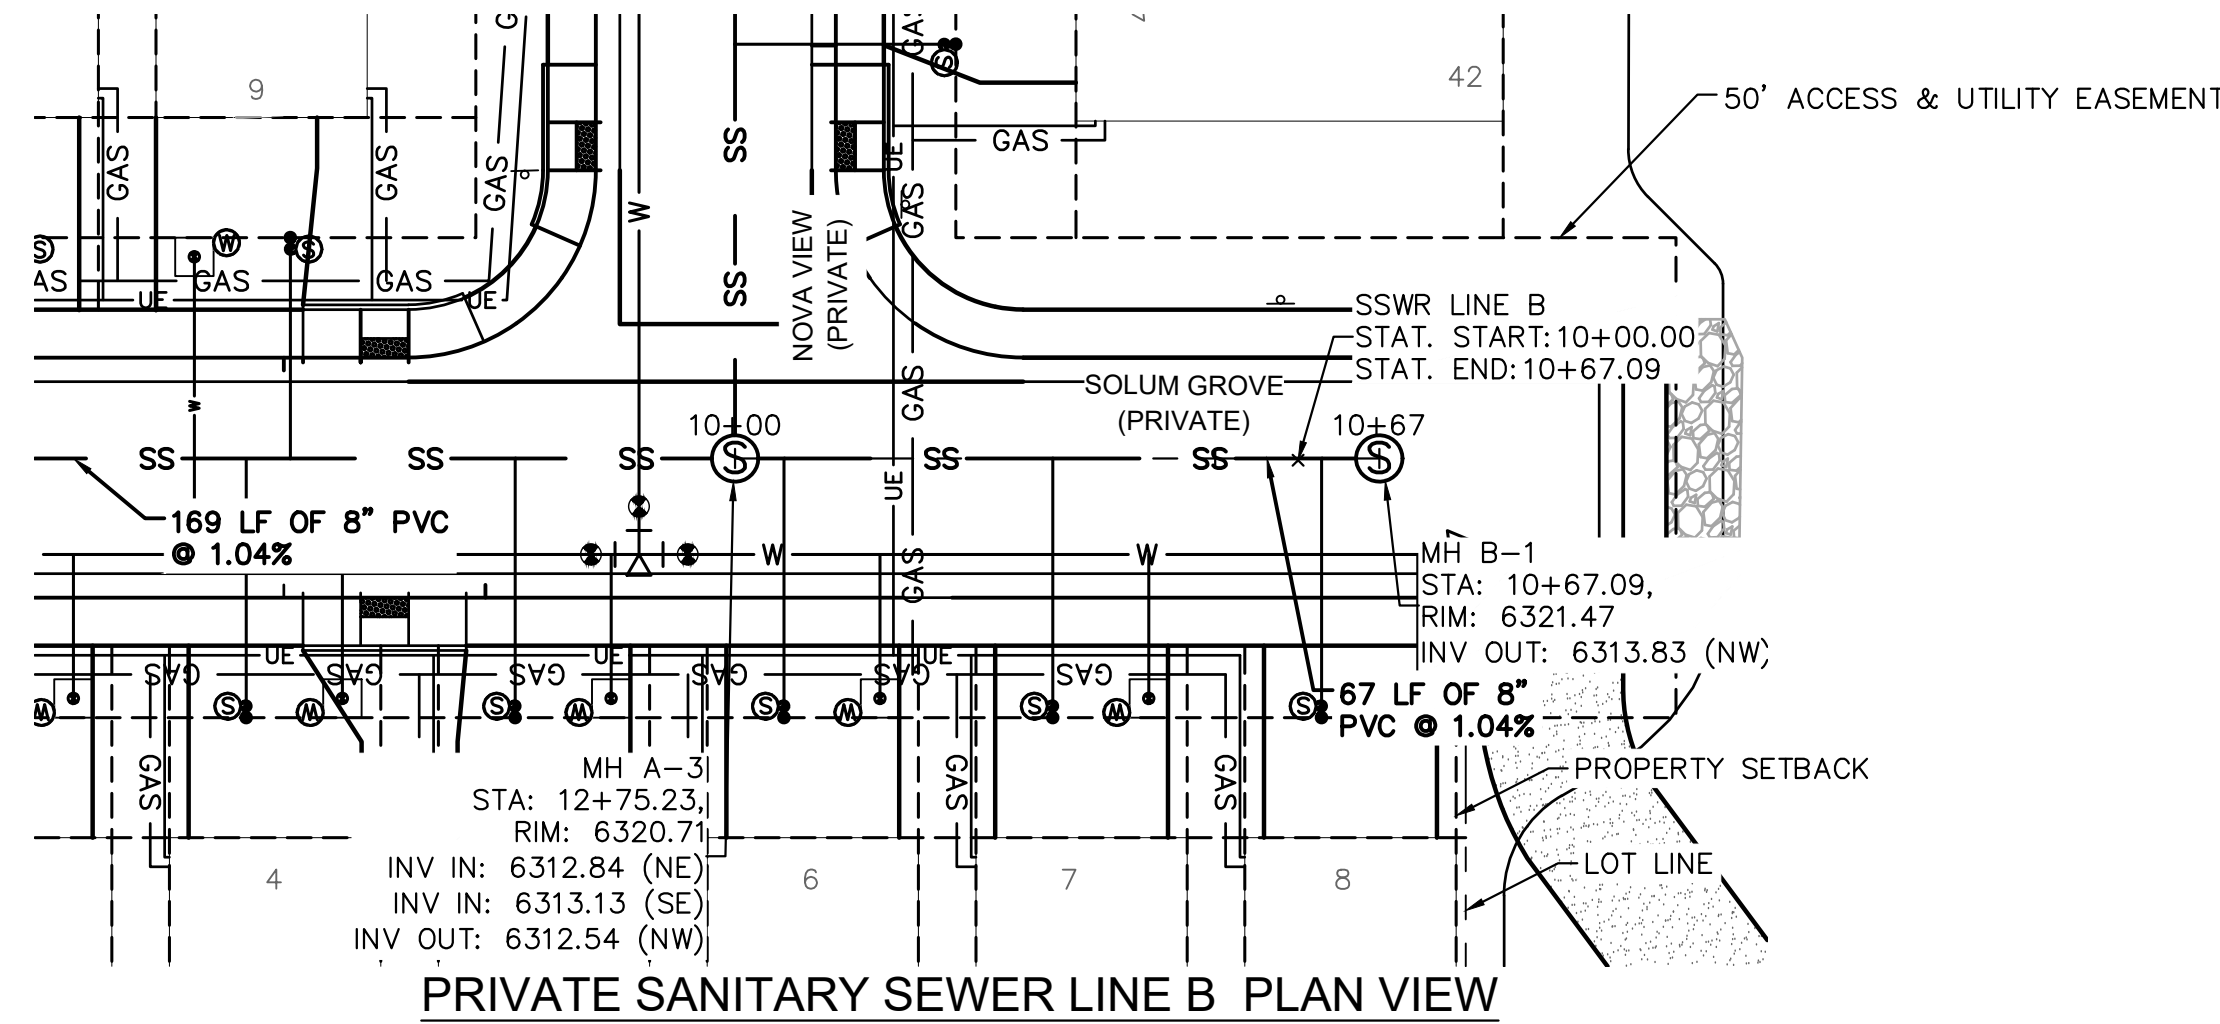 9
42
50' ACCESS & UTILITY EASEMENT
GAS
GAS
GAS
GAS
GAS
GAS
GAS
SS
SS
W
UE
NOVA VIEW
(PRIVATE)
S
S
W
S
AS
GAS
GAS
UE
UE
SSWR LINE B
STAT. START:10+00.00
STAT. END:10+67.09
SOLUM GROVE
(PRIVATE)
GAS
W
10+00
10+67
SS
SS
SS
S
SS
SS
S
UE
169 LF OF 8" PVC
@ 1.04%
W
W
GAS
MH B-1
STA: 10+67.09,
RIM: 6321.47
INV OUT: 6313.83 (NW)
UE
UE
UE
GAS
GAS
GAS
GAS
GAS
GAS
W
S
W
S
W
S
W
S
W
S
67 LF OF 8"
PVC @ 1.04%
GAS
GAS
GAS
PROPERTY SETBACK
LOT LINE
MH A-3
STA: 12+75.23,
RIM: 6320.71
INV IN: 6312.84 (NE)
INV IN: 6313.13 (SE)
INV OUT: 6312.54 (NW)
4
6
7
8
PRIVATE SANITARY SEWER LINE B PLAN VIEW